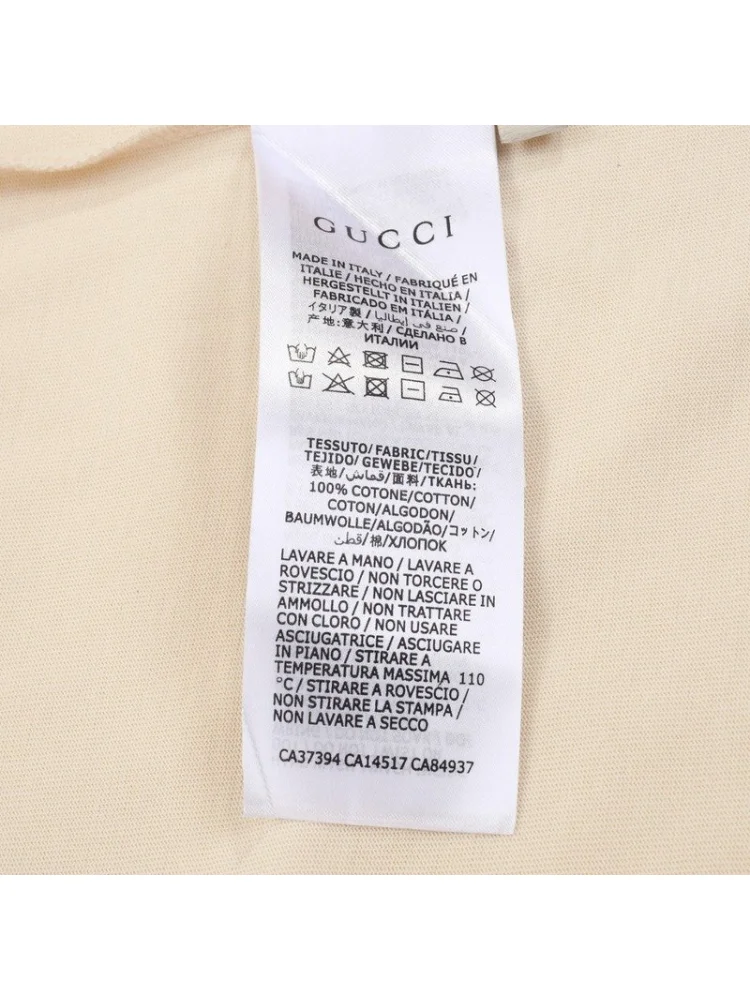 GUCCI
MADE IN ITALY / FABRIQUÉ EN
ITALIE / HECHO EN ITALIA /
HERGESTELLT IN ITALIEN /
FABRICADO EM ITÁLIA /
イタリア製 / صنع في إيطاليا /
产地:意大利 / СДЕЛАНО В
ИТАЛИИ
TESSUTO/FABRIC/TISSU/
TEJIDO/GEWEBE/TECIDO/
表地/قماش/面料/ТКАНЬ:
100% COTONE/COTTON/
COTON/ALGODON/
BAUMWOLLE/ALGODÃO/コットン/
قطن/棉/ХЛОПОК
LAVARE A MANO / LAVARE A
ROVESCIO / NON TORCERE O
STRIZZARE / NON LASCIARE IN
AMMOLLO / NON TRATTARE
CON CLORO / NON USARE
ASCIUGATRICE / ASCIUGARE
IN PIANO / STIRARE A
TEMPERATURA MASSIMA 110
°C / STIRARE A ROVESCIO /
NON STIRARE LA STAMPA /
NON LAVARE A SECCO
CA37394 CA14517 CA84937